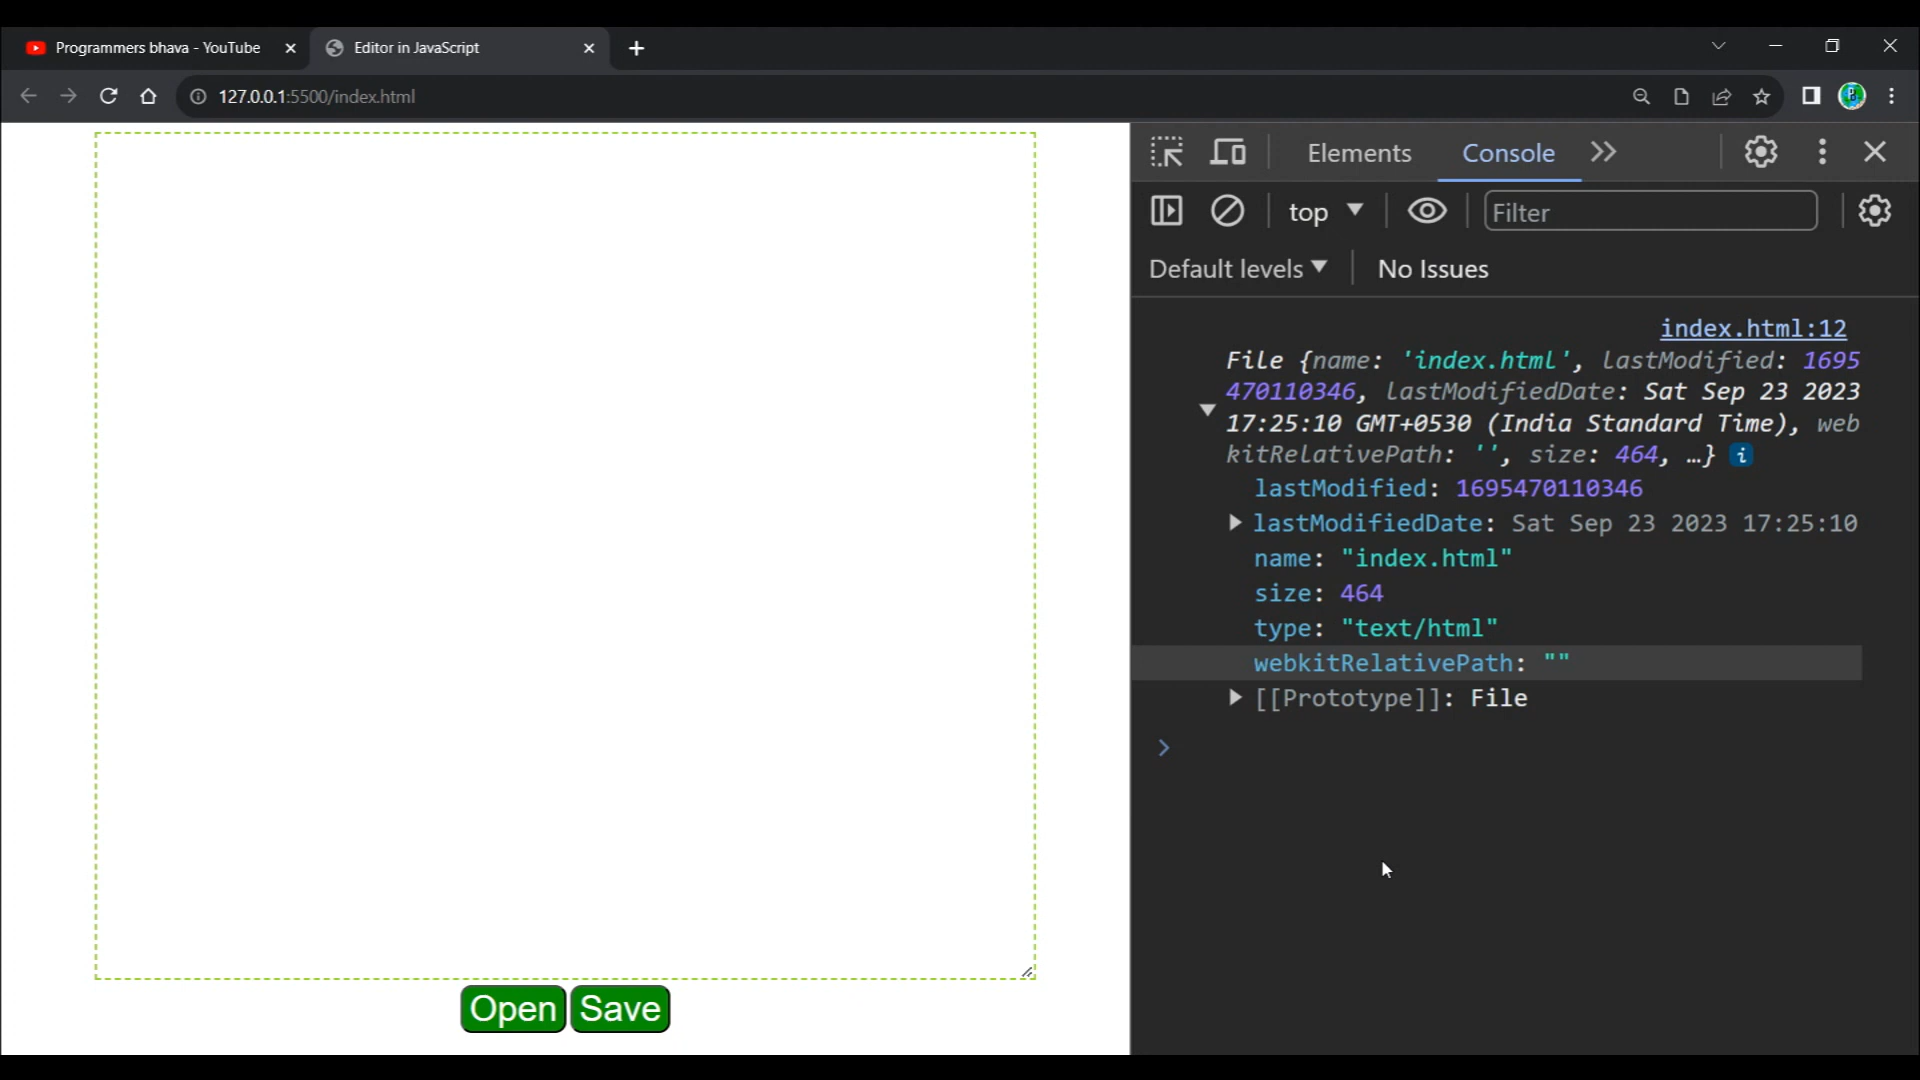 Programmers bhava - YouTube
Editor in JavaScript
127.0.0.1:5500/index.html
Elements
Console
top
Filter
Default levels
No Issues
index.html:12
File {name: 'index.html', lastModified: 1695
470110346, lastModifiedDate: Sat Sep 23 2023
17:25:10 GMT+0530 (India Standard Time), web
kitRelativePath: '', size: 464, …} i
lastModified: 1695470110346
lastModifiedDate: Sat Sep 23 2023 17:25:10
name: "index.html"
size: 464
type: "text/html"
webkitRelativePath: ""
[[Prototype]]: File
Open Save